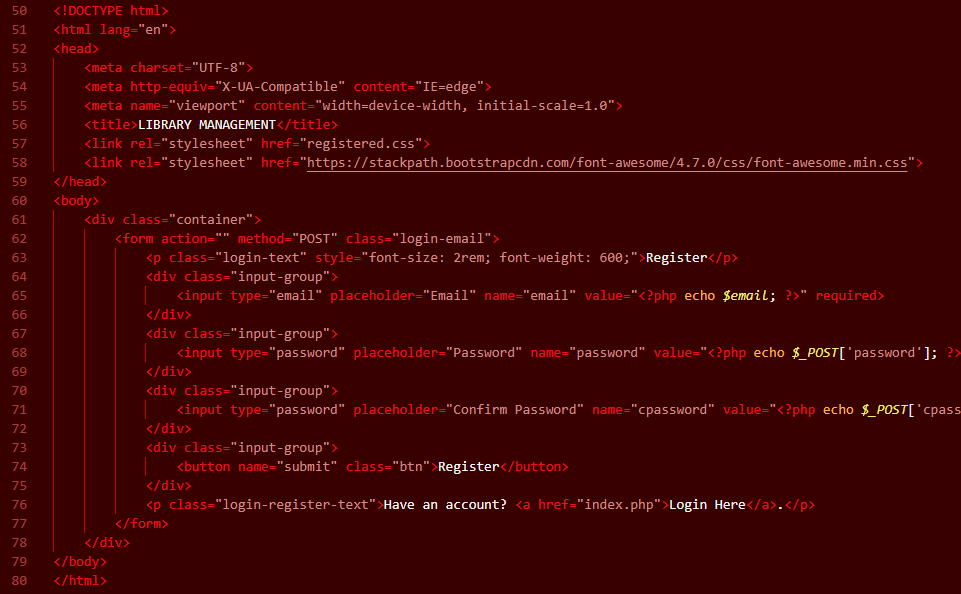 50 <!DOCTYPE html>
51 <html lang="en">
52 <head>
53 <meta charset="UTF-8">
54 <meta http-equiv="X-UA-Compatible" content="IE=edge">
55 <meta name="viewport" content="width=device-width, initial-scale=1.0">
56 <title>LIBRARY MANAGEMENT</title>
57 <link rel="stylesheet" href="registered.css">
58 <link rel="stylesheet" href="https://stackpath.bootstrapcdn.com/font-awesome/4.7.0/css/font-awesome.min.css">
59 </head>
60 <body>
61 <div class="container">
62 <form action="" method="POST" class="login-email">
63 <p class="login-text" style="font-size: 2rem; font-weight: 600;">Register</p>
64 <div class="input-group">
65 <input type="email" placeholder="Email" name="email" value="<?php echo $email; ?>" required>
66 </div>
67 <div class="input-group">
68 <input type="password" placeholder="Password" name="password" value="<?php echo $_POST['password']; ?>
69 </div>
70 <div class="input-group">
71 <input type="password" placeholder="Confirm Password" name="cpassword" value="<?php echo $_POST['cpass
72 </div>
73 <div class="input-group">
74 <button name="submit" class="btn">Register</button>
75 </div>
76 <p class="login-register-text">Have an account? <a href="index.php">Login Here</a>.</p>
77 </form>
78 </div>
79 </body>
80 </html>